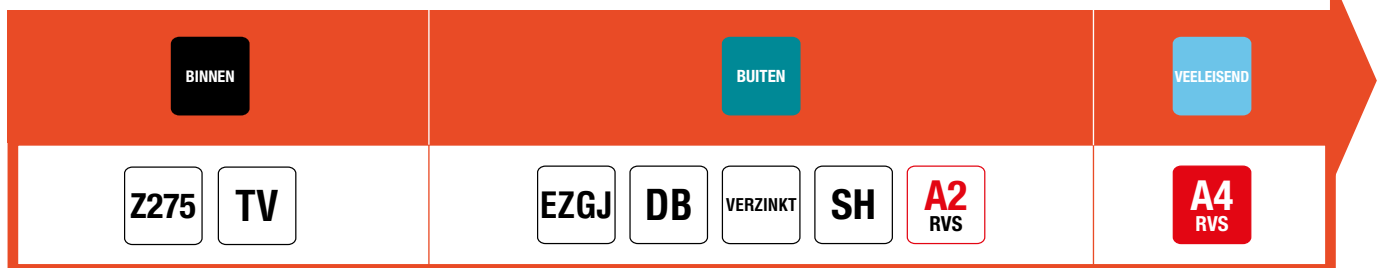 BINNEN
BUITEN
VEELEISEND
Z275
TV
EZGJ
DB
VERZINKT
SH
A2
RVS
A4
RVS